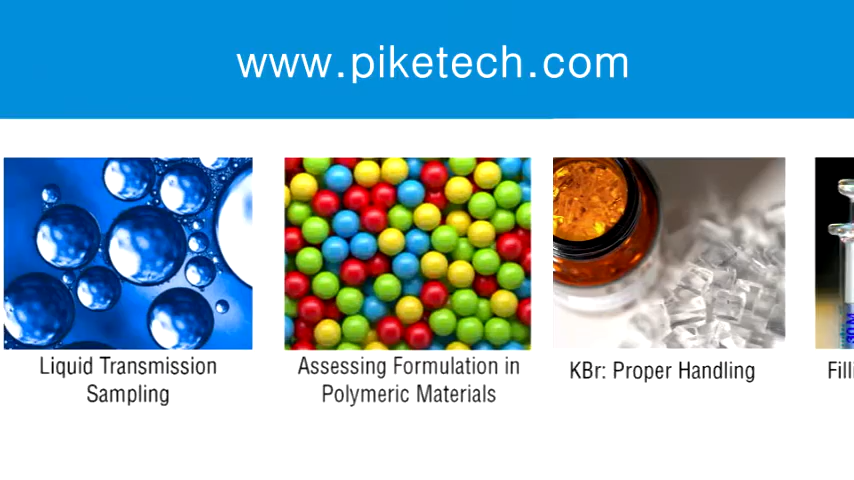 www.piketech.com
Liquid Transmission
Sampling
Assessing Formulation in
Polymeric Materials
KBr: Proper Handling